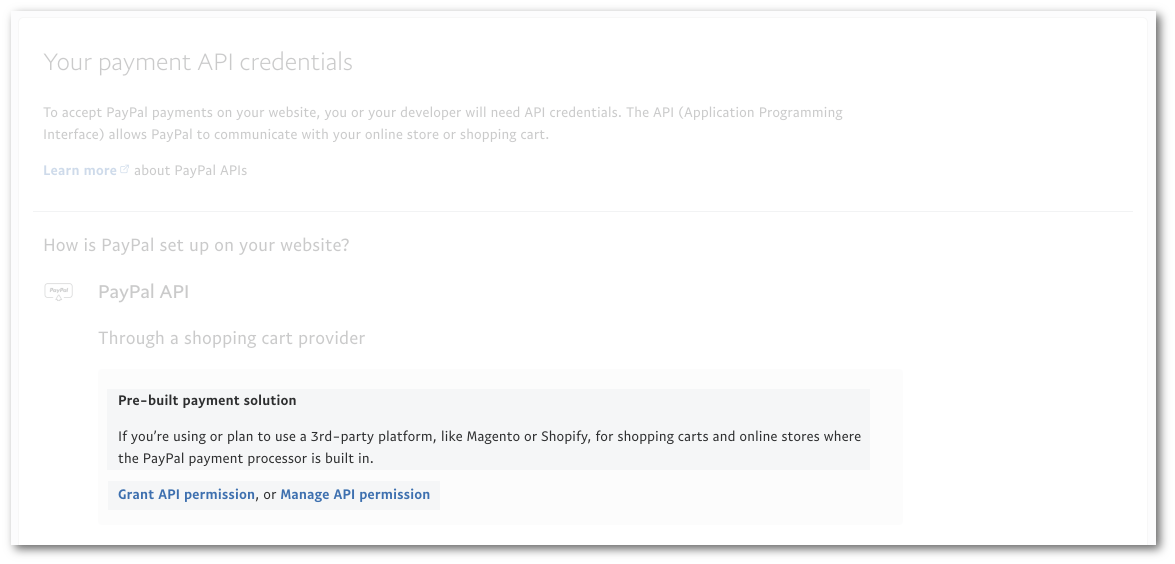 Your payment API credentials
To accept PayPal payments on your website, you or your developer will need API credentials. The API (Application Programming
Interface) allows PayPal to communicate with your online store or shopping cart.
Learn more about PayPal APIs
How is PayPal set up on your website?
PayPal
PayPal API
Through a shopping cart provider
Pre-built payment solution
If you're using or plan to use a 3rd-party platform, like Magento or Shopify, for shopping carts and online stores where
the PayPal payment processor is built in.
Grant API permission, or Manage API permission